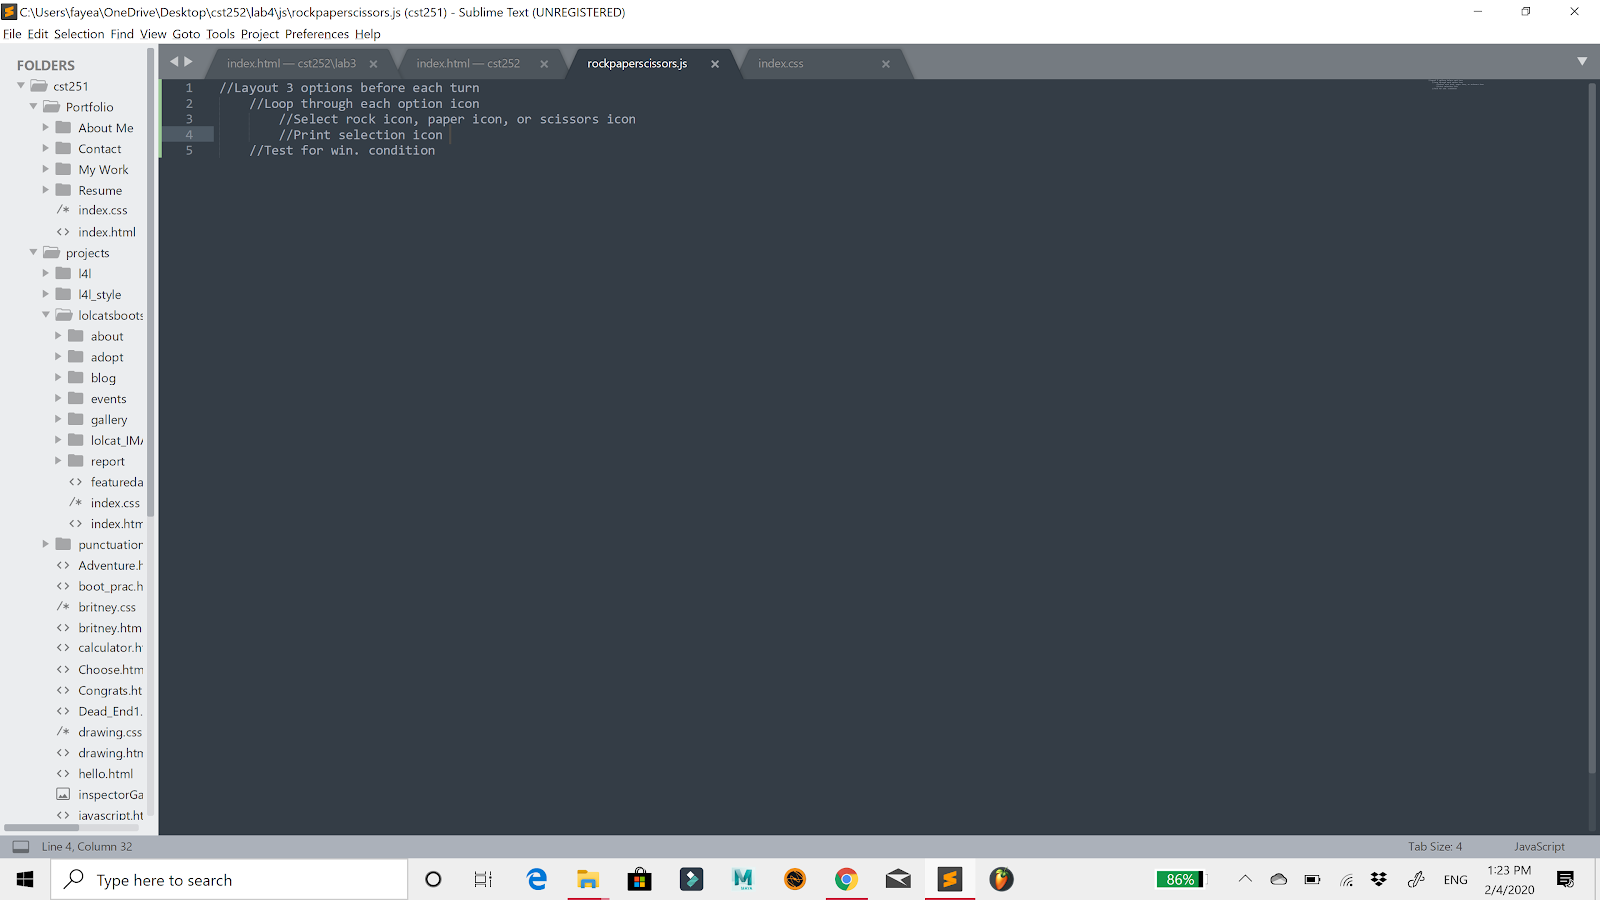 C:\Users\fayea\OneDrive\Desktop\cst252\lab4\js\rockpaperscissors.js (cst251) - Sublime Text (UNREGISTERED)
File Edit Selection Find View Goto Tools Project Preferences Help
FOLDERS
cst251
Portfolio
About Me
Contact
My Work
Resume
/* index.css
<> index.html
projects
l4l
l4l_style
lolcatsboots
about
adopt
blog
events
gallery
lolcat_IMA
report
<> featureda
/* index.css
<> index.htm
punctuation
<> Adventure.h
<> boot_prac.h
/* britney.css
<> britney.htm
<> calculator.h
<> Choose.htm
<> Congrats.ht
<> Dead_End1.
/* drawing.css
<> drawing.htm
<> hello.html
inspectorGa
<> javascript.ht
index.html — cst252\lab3 index.html — cst252 rockpaperscissors.js index.css
1 //Layout 3 options before each turn
2 //Loop through each option icon
3 //Select rock icon, paper icon, or scissors icon
4 //Print selection icon
5 //Test for win. condition
Line 4, Column 32 Tab Size: 4 JavaScript
Type here to search
86%
ENG
1:23 PM
2/4/2020